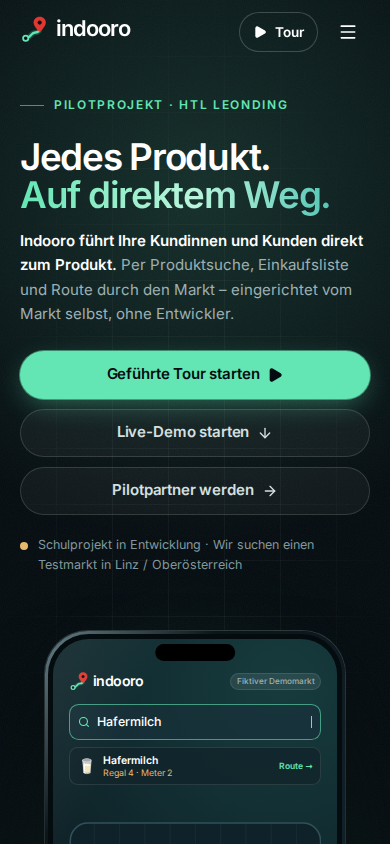 indooro
Tour
PILOTPROJEKT · HTL LEONDING
Jedes Produkt.
Auf direktem Weg.
Indooro führt Ihre Kundinnen und Kunden direkt
zum Produkt. Per Produktsuche, Einkaufsliste
und Route durch den Markt – eingerichtet vom
Markt selbst, ohne Entwickler.
Geführte Tour starten
Live-Demo starten ↓
Pilotpartner werden →
Schulprojekt in Entwicklung · Wir suchen einen
Testmarkt in Linz / Oberösterreich
indooro
Fiktiver Demomarkt
Hafermilch
Hafermilch
Regal 4 · Meter 2
Route →